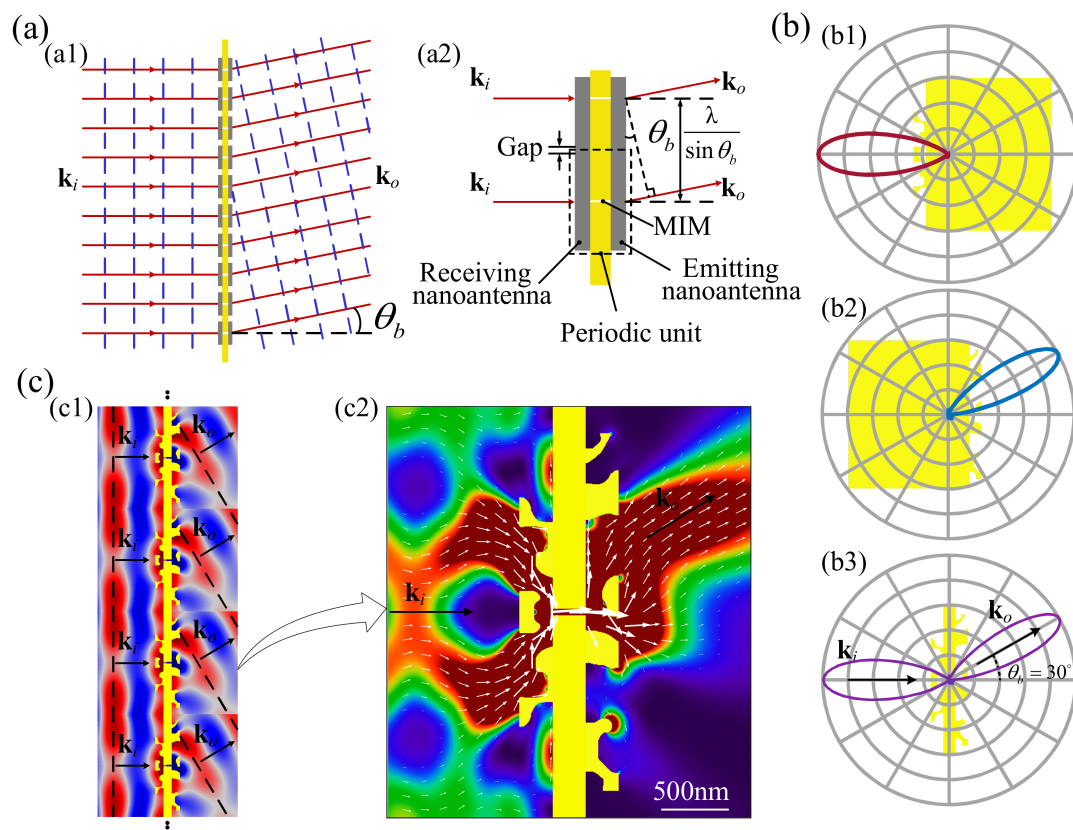 (a)
(a1)
k_i
k_o
θ_b
(a2)
k_i
k_o
Gap
θ_b
λ
sin θ_b
k_i
k_o
MIM
Receiving
nanoantenna
Emitting
nanoantenna
Periodic unit
(b)
(b1)
(b2)
(b3)
k_i
k_o
θ_b = 30°
(c)
(c1)
k_i
k_o
k_i
k_o
k_i
k_o
k_i
k_o
(c2)
k_i
k_o
500nm